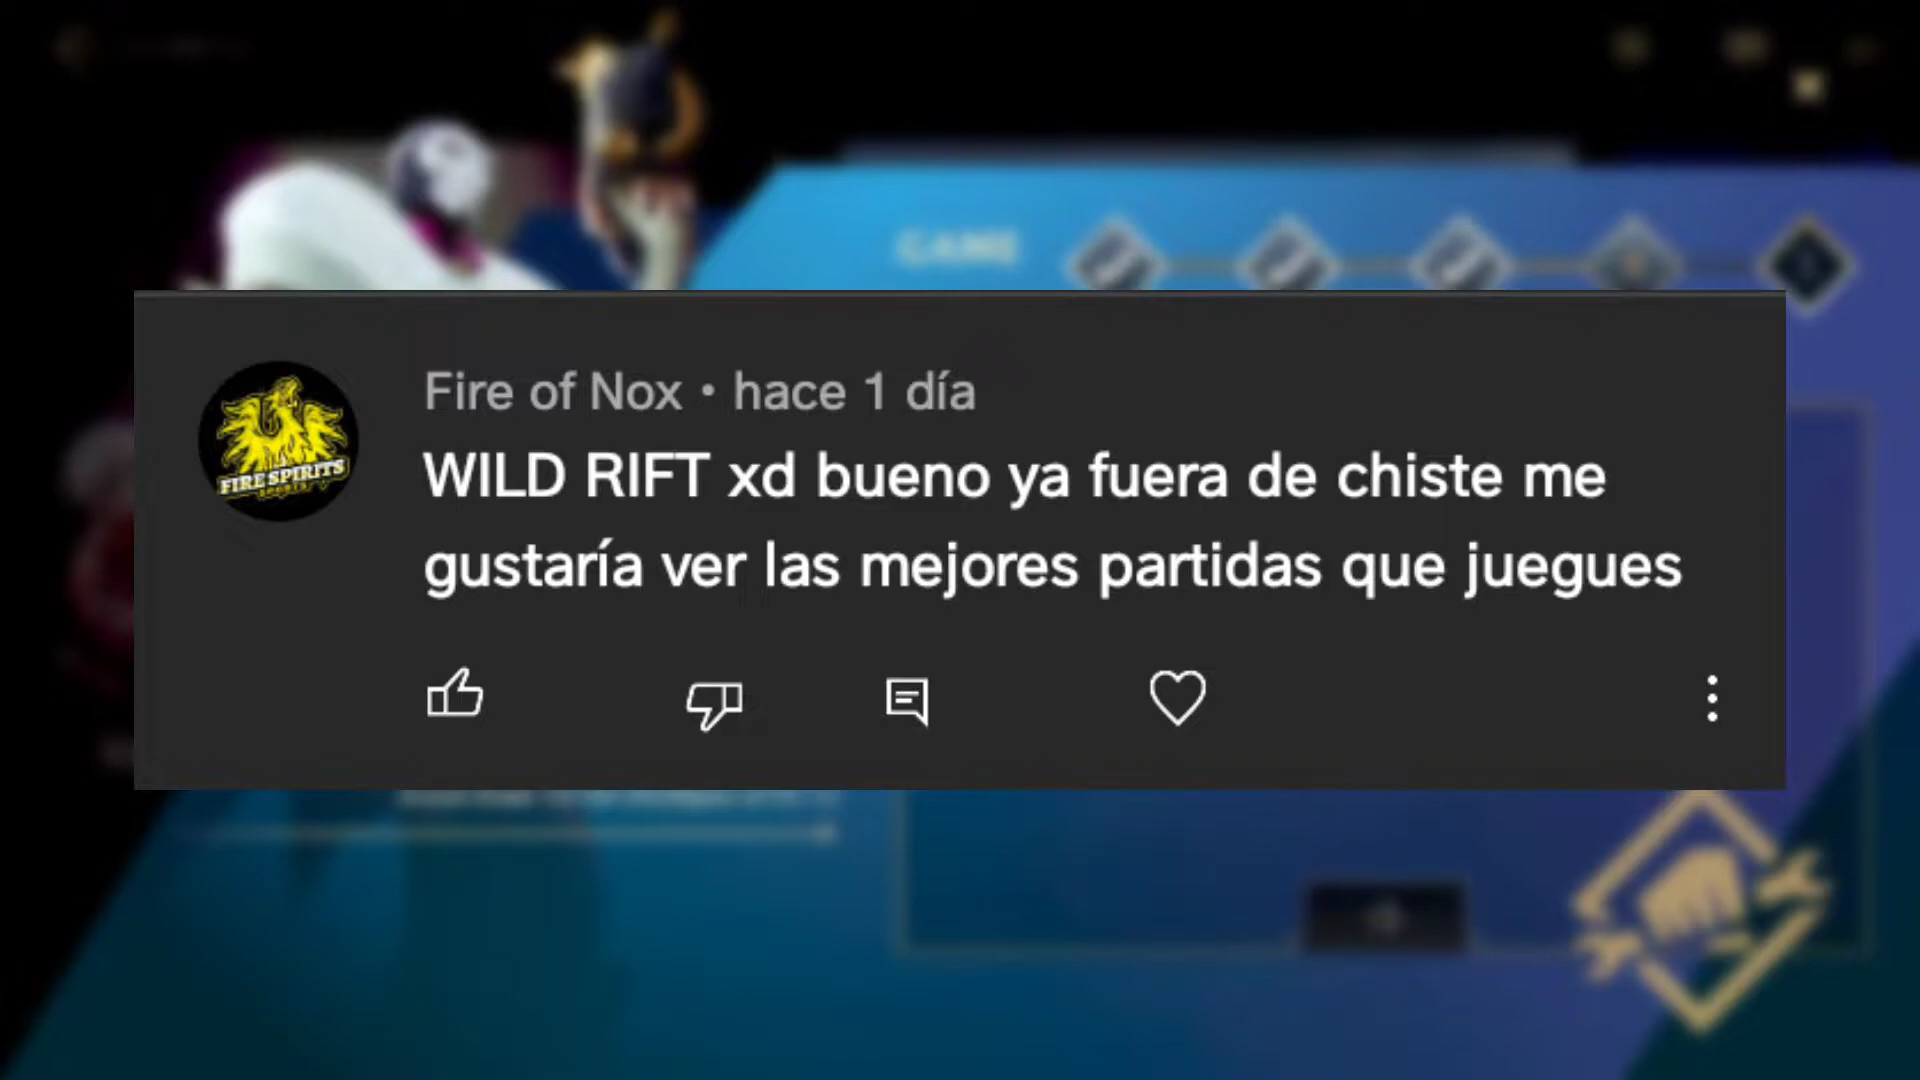 GAME
Fire of Nox • hace 1 día
WILD RIFT xd bueno ya fuera de chiste me
gustaría ver las mejores partidas que juegues
FIRE SPIRITS